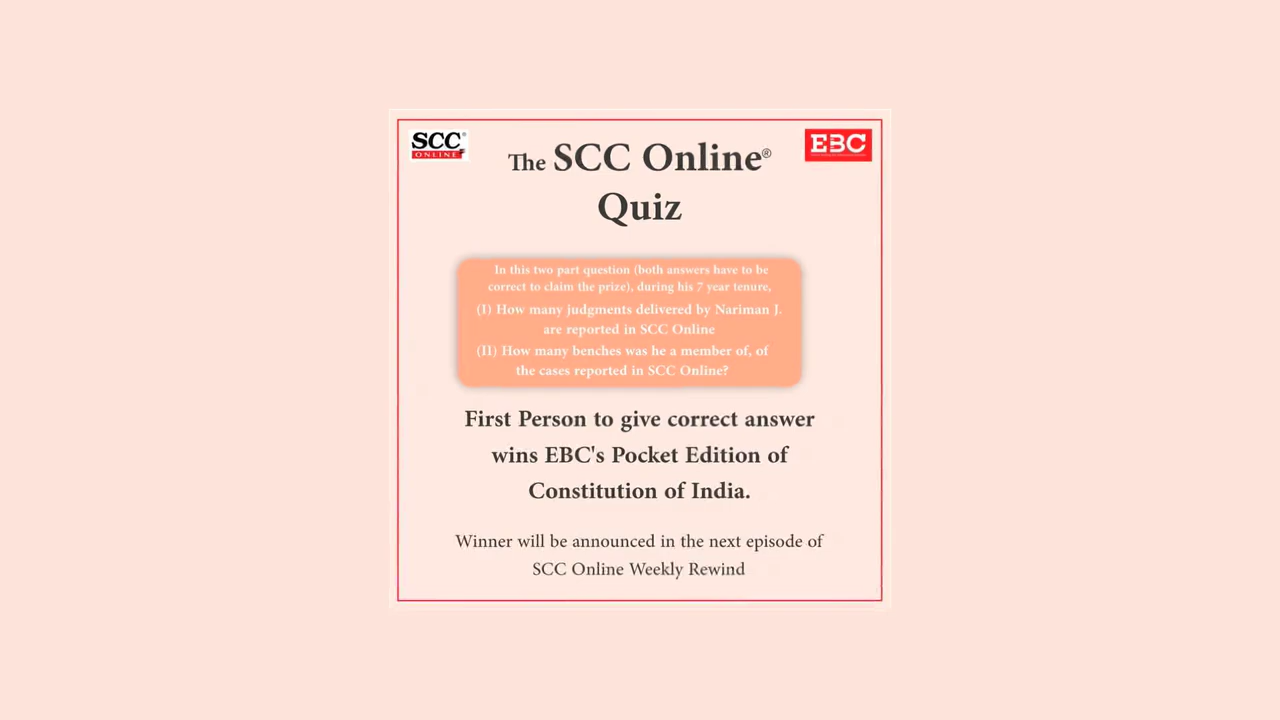 SCC®
ONLINE
EBC
The SCC Online®
Quiz
In this two part question (both answers have to be
correct to claim the prize), during his 7 year tenure,
(I) How many judgments delivered by Nariman J.
are reported in SCC Online
(II) How many benches was he a member of, of
the cases reported in SCC Online?
First Person to give correct answer
wins EBC's Pocket Edition of
Constitution of India.
Winner will be announced in the next episode of
SCC Online Weekly Rewind